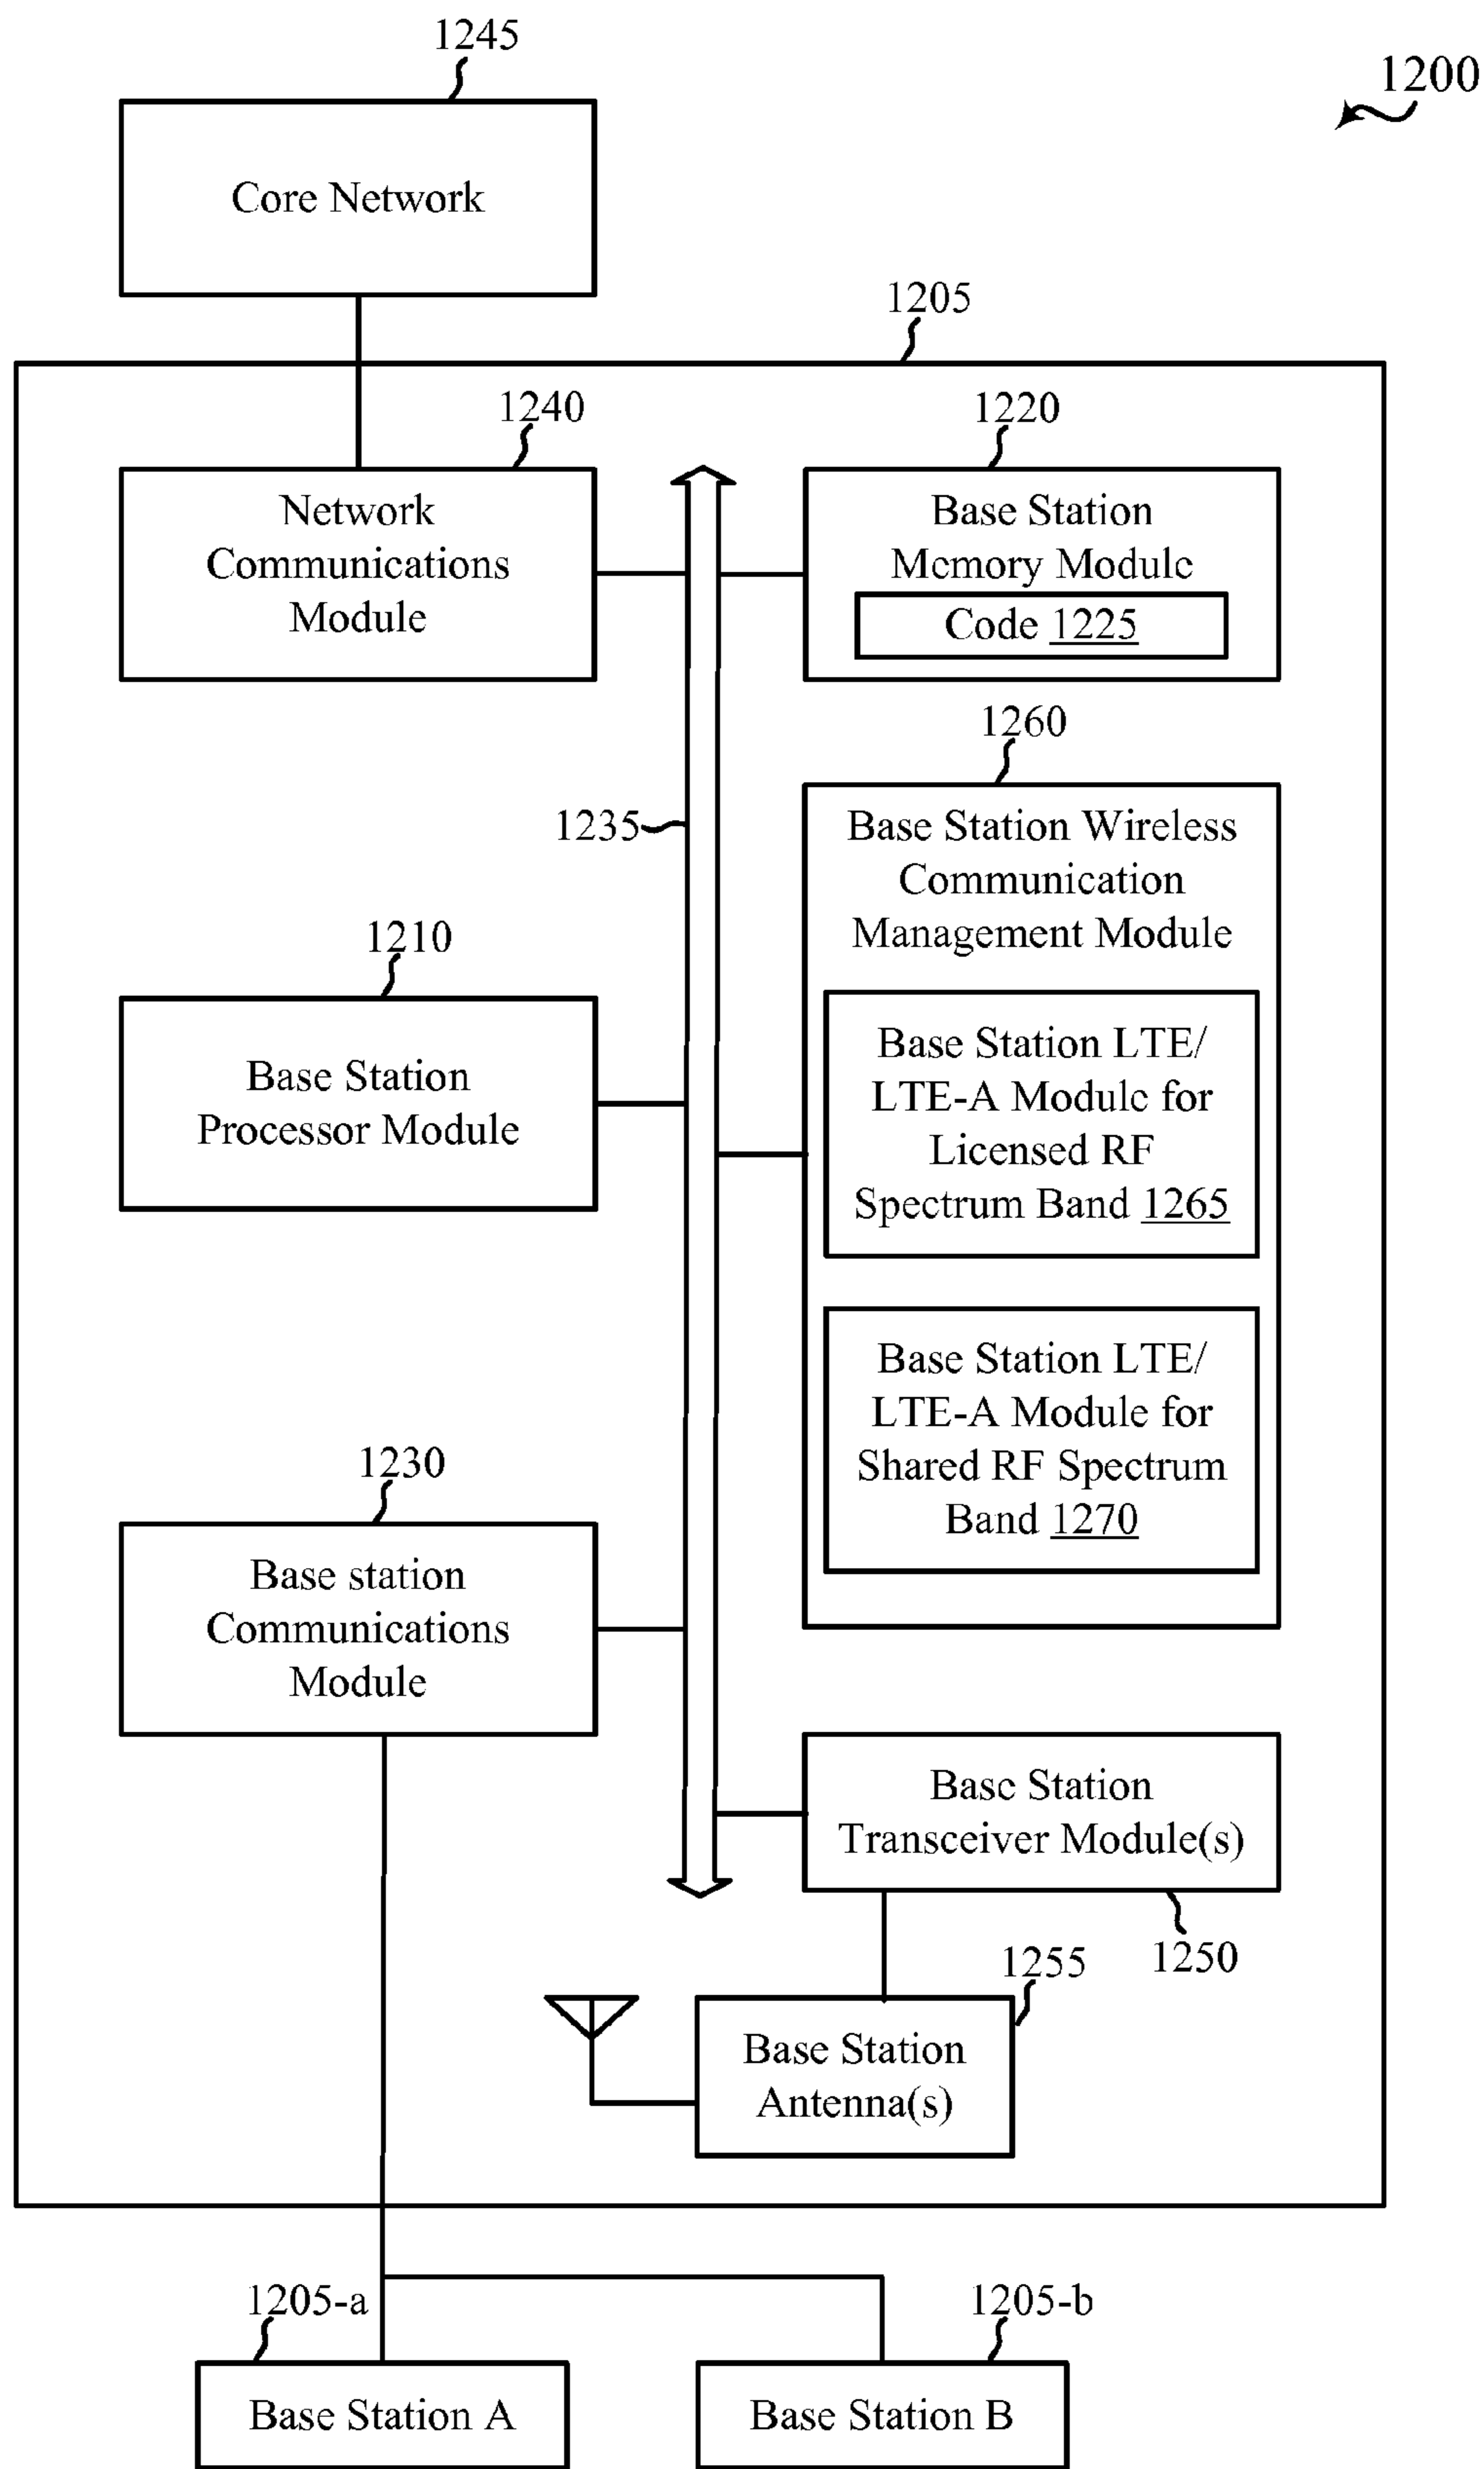 1245
1200
Core Network
1205
1240
1220
Network
Communications
Module
Base Station
Memory Module
Code 1225
1260
1235
Base Station Wireless
Communication
Management Module
1210
Base Station
Processor Module
Base Station LTE/
LTE-A Module for
Licensed RF
Spectrum Band 1265
Base Station LTE/
LTE-A Module for
Shared RF Spectrum
Band 1270
1230
Base station
Communications
Module
Base Station
Transceiver Module(s)
1250
1255
Base Station
Antenna(s)
1205-a
1205-b
Base Station A
Base Station B